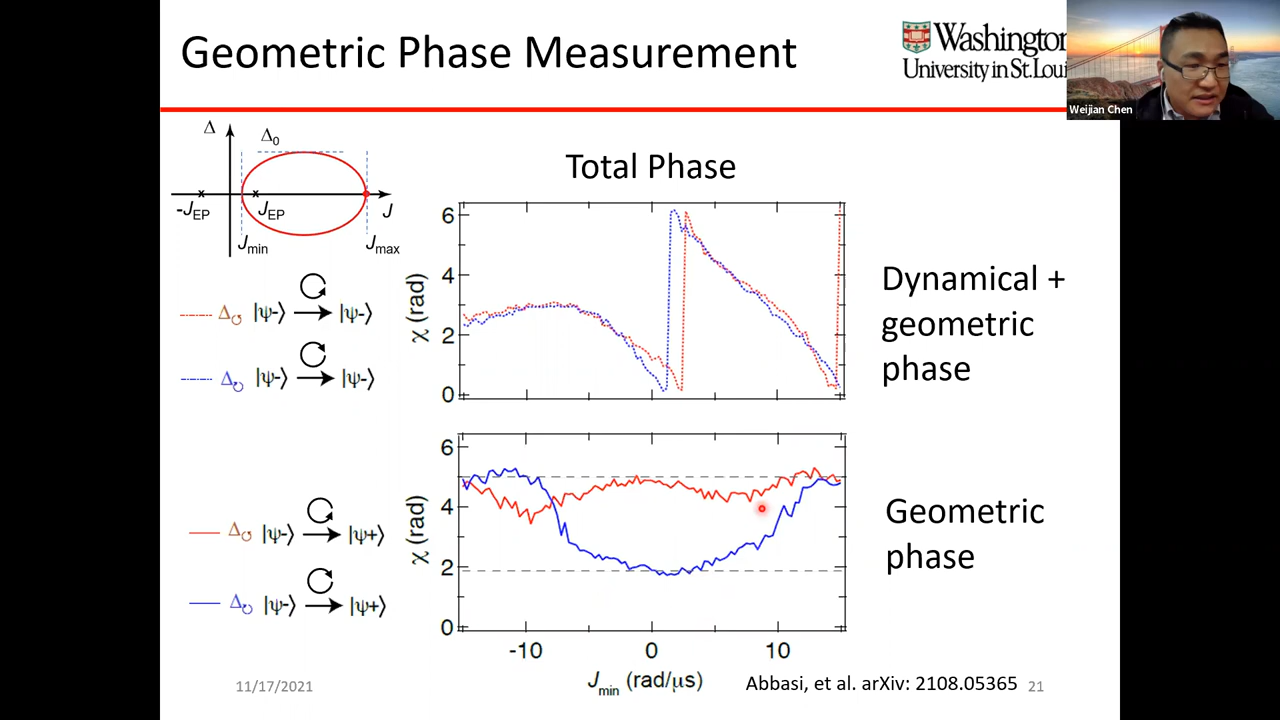 Geometric Phase Measurement
Washington
University in St.Loui
Weijian Chen
Δ
Δ0
-JEP
JEP
J
Jmin
Jmax
Total Phase
6
4
2
0
χ (rad)
Dynamical +
geometric
phase
Δ↺ |ψ-⟩ → |ψ-⟩
Δ↻ |ψ-⟩ → |ψ-⟩
6
4
2
0
χ (rad)
Geometric
phase
Δ↺ |ψ-⟩ → |ψ+⟩
Δ↻ |ψ-⟩ → |ψ+⟩
-10 0 10
Jmin (rad/μs)
11/17/2021
Abbasi, et al. arXiv: 2108.05365
21